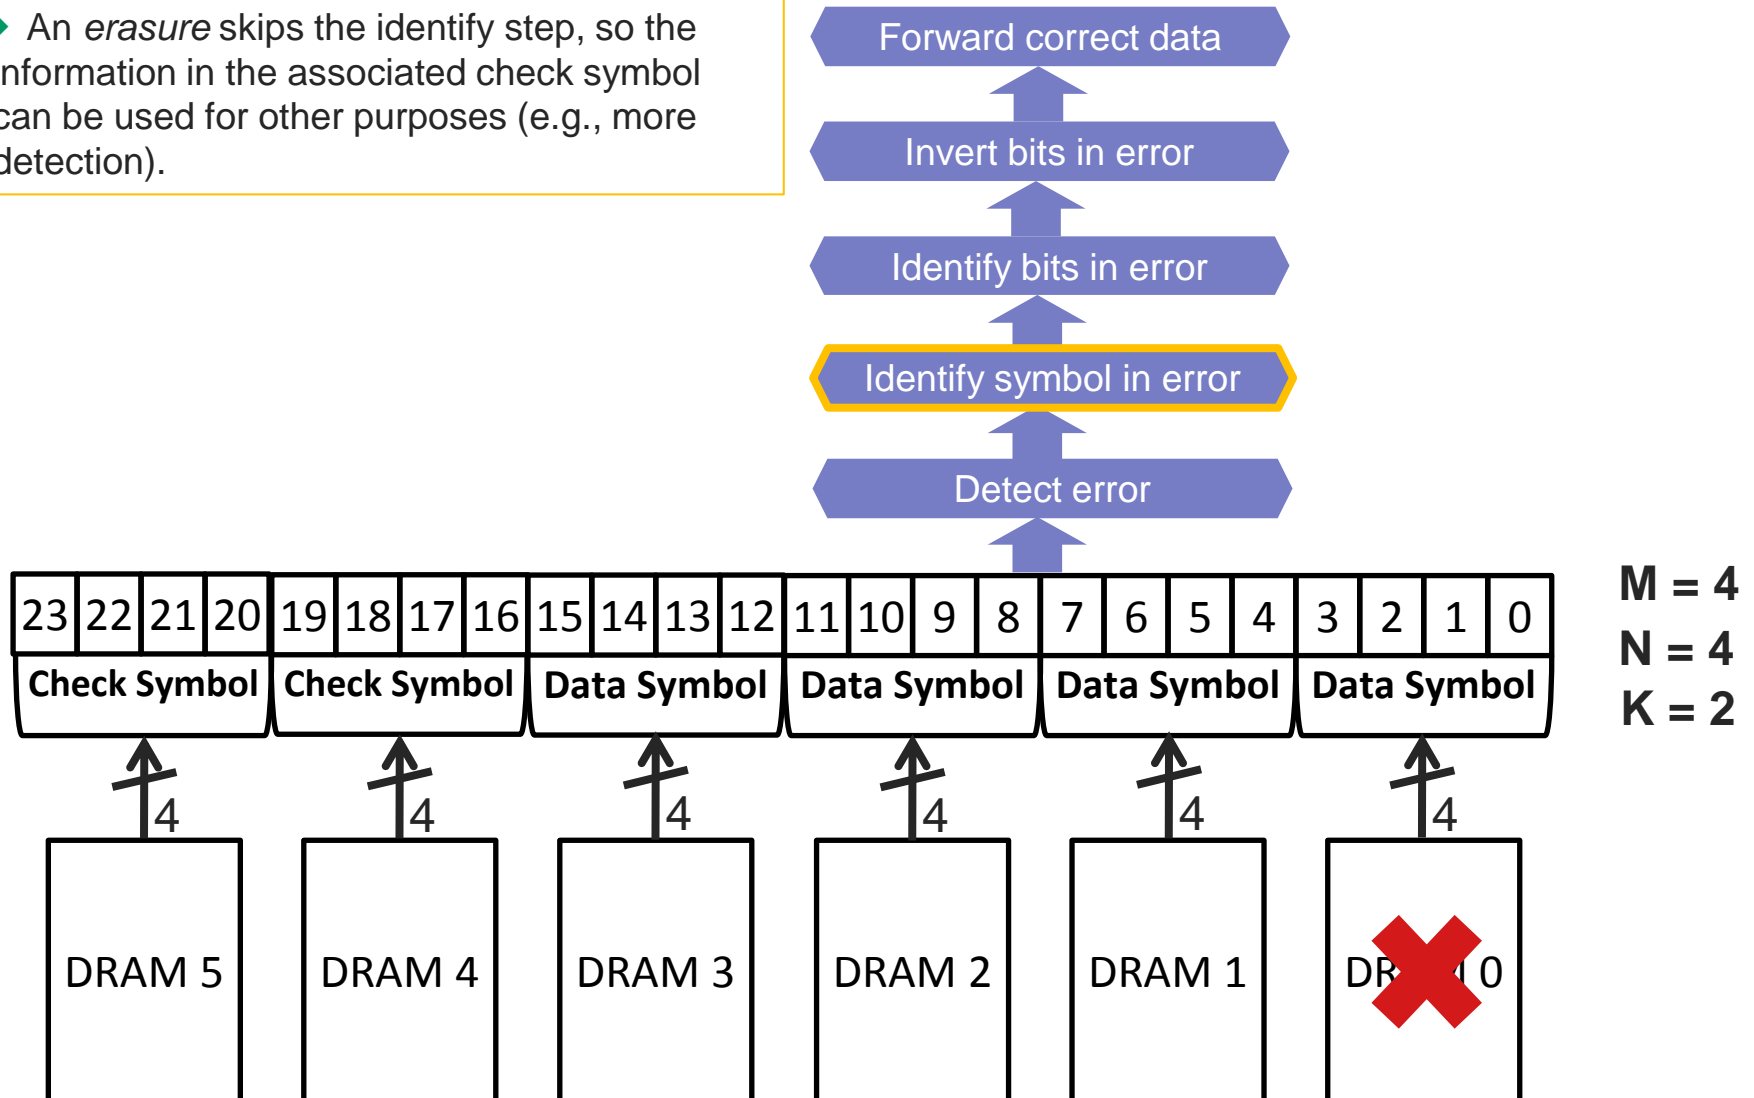 An erasure skips the identify step, so the
information in the associated check symbol
can be used for other purposes (e.g., more
detection).
Forward correct data
Invert bits in error
Identify bits in error
Identify symbol in error
Detect error
23 22 21 20 19 18 17 16 15 14 13 12 11 10 9 8 7 6 5 4 3 2 1 0
Check Symbol Check Symbol Data Symbol Data Symbol Data Symbol Data Symbol
M = 4
N = 4
K = 2
4 4 4 4 4 4
DRAM 5 DRAM 4 DRAM 3 DRAM 2 DRAM 1 DRAM 0